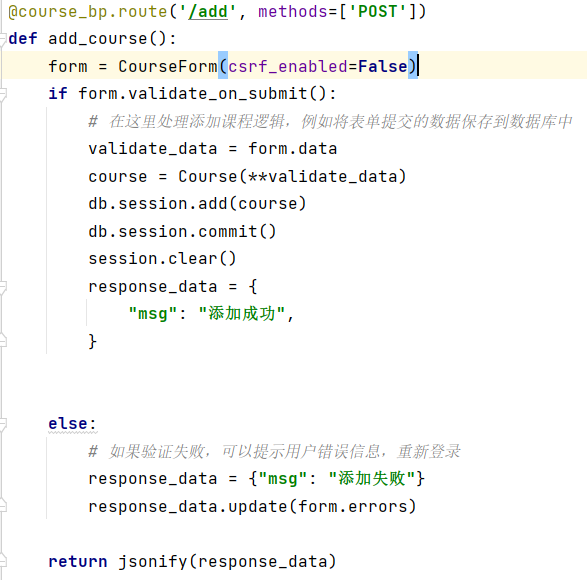 @course_bp.route('/add', methods=['POST'])
def add_course():
    form = CourseForm(csrf_enabled=False)
    if form.validate_on_submit():
        # 在这里处理添加课程逻辑，例如将表单提交的数据保存到数据库中
        validate_data = form.data
        course = Course(**validate_data)
        db.session.add(course)
        db.session.commit()
        session.clear()
        response_data = {
            "msg": "添加成功",
        }
    else:
        # 如果验证失败，可以提示用户错误信息，重新登录
        response_data = {"msg": "添加失败"}
        response_data.update(form.errors)
    return jsonify(response_data)